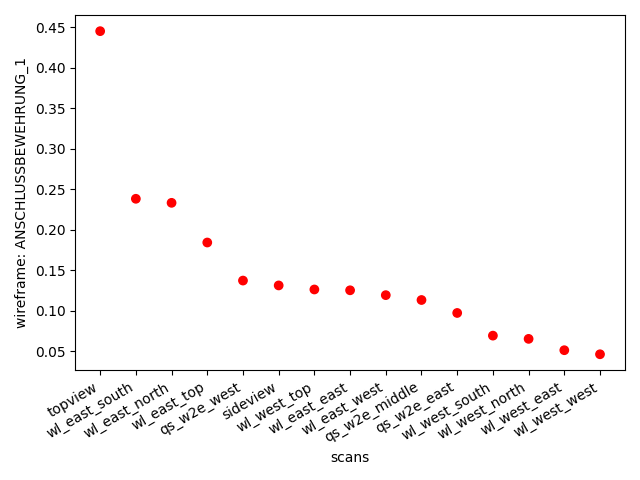 0.45
0.40
0.35
0.30
0.25
0.20
0.15
0.10
0.05
wireframe: ANSCHLUSSBEWEHRUNG_1
topview
wl_east_south
wl_east_north
wl_east_top
qs_w2e_west
sideview
wl_west_top
wl_east_east
wl_east_west
qs_w2e_middle
qs_w2e_east
wl_west_south
wl_west_north
wl_west_east
wl_west_west
scans